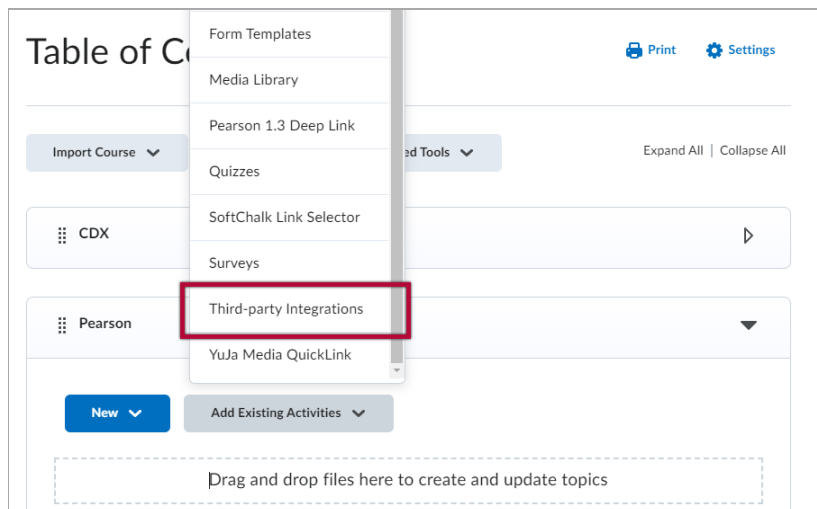 Table of C
Print
Settings
Form Templates
Media Library
Pearson 1.3 Deep Link
Quizzes
SoftChalk Link Selector
Surveys
Third-party Integrations
YuJa Media QuickLink
Import Course
ed Tools
Expand All | Collapse All
CDX
Pearson
New
Add Existing Activities
Drag and drop files here to create and update topics